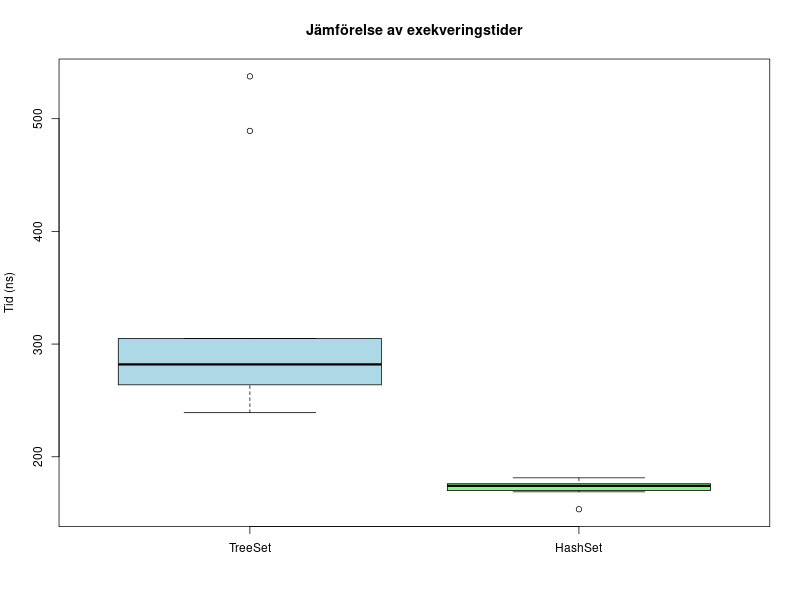 Jämförelse av exekveringstider
Tid (ns)
500
400
300
200
TreeSet
HashSet